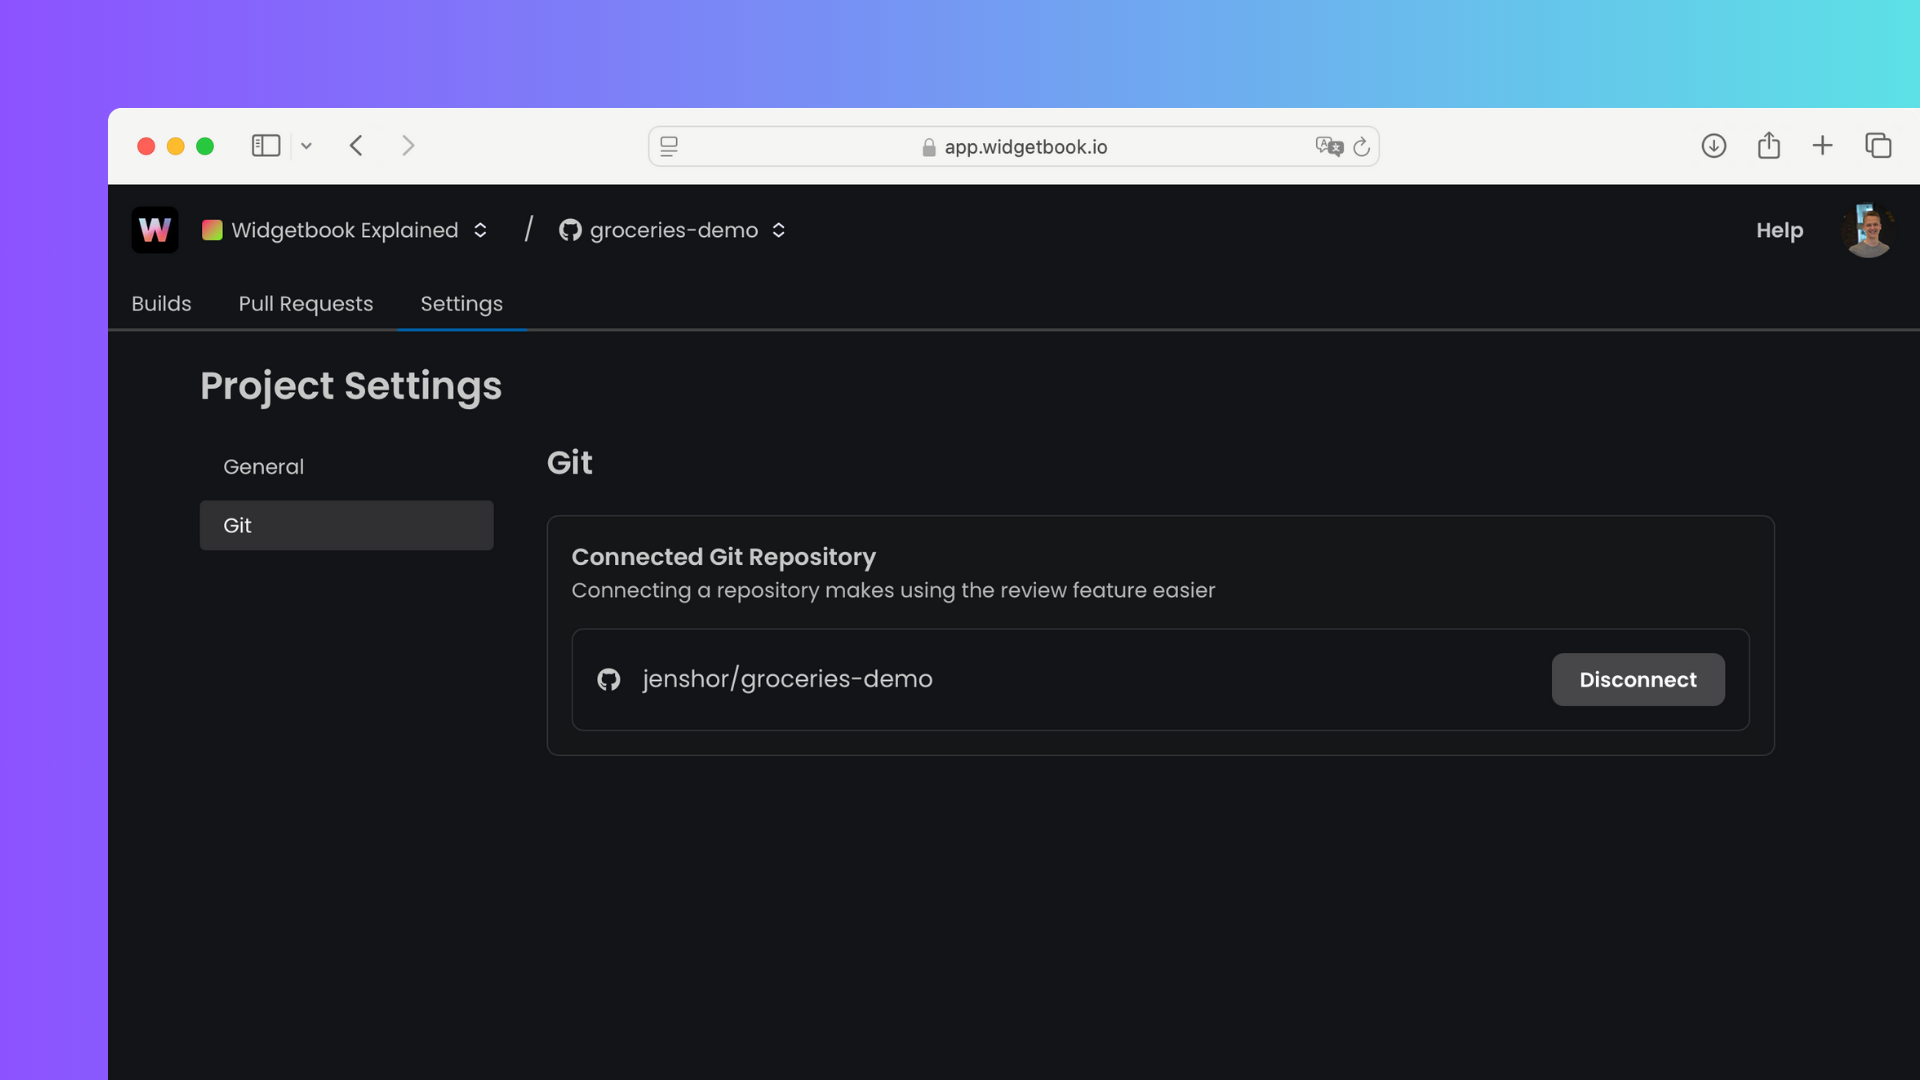 app.widgetbook.io
W
Widgetbook Explained / groceries-demo
Help
Builds Pull Requests Settings
Project Settings
General
Git
Git
Connected Git Repository
Connecting a repository makes using the review feature easier
jenshor/groceries-demo
Disconnect